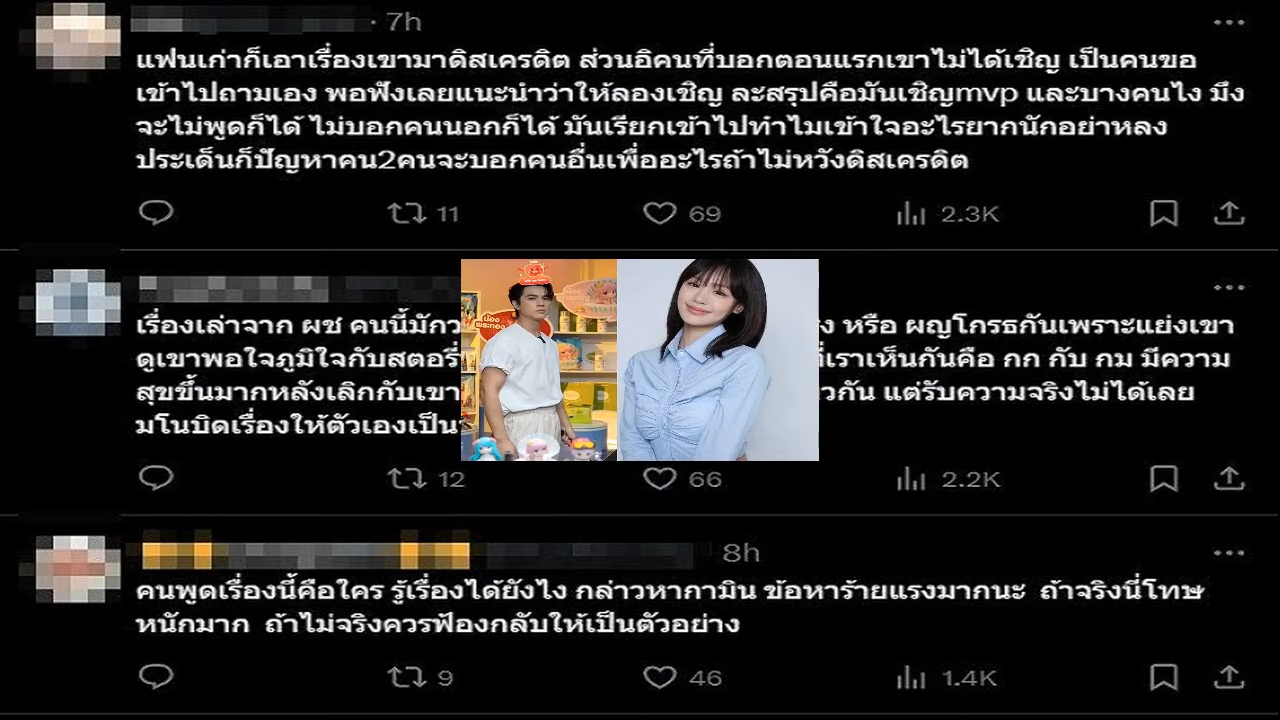 · 7h
แฟนเก่าก็เอาเรื่องเขามาดิสเครดิต ส่วนอิคนที่บอกตอนแรกเขาไม่ได้เชิญ เป็นคนขอ
เข้าไปถามเอง พอฟังเลยแนะนำว่าให้ลองเชิญ ละสรุปคือมันเชิญmvp และบางคนไง มึง
จะไม่พูดก็ได้ ไม่บอกคนนอกก็ได้ มันเรียกเข้าไปทำไมเข้าใจอะไรยากนักอย่าหลง
ประเด็นก็ปัญหาคน2คนจะบอกคนอื่นเพื่ออะไรถ้าไม่หวังดิสเครดิต
11 69 2.3K
เรื่องเล่าจาก ผช คนนี้มัก หรือ ผญโกรธกันเพราะแย่งเขา
ดูเขาพอใจภูมิใจกับสตอรี่ ที่เราเห็นกันคือ กก กับ กม มีความ
สุขขึ้นมากหลังเลิกกับเขา แต่รับความจริงไม่ได้เลย
มโนบิดเรื่องให้ตัวเองเป็น
น้อง
พระทอง
12 66 2.2K
8h
คนพูดเรื่องนี้คือใคร รู้เรื่องได้ยังไง กล่าวหากามิน ข้อหาร้ายแรงมากนะ ถ้าจริงนี่โทษ
หนักมาก ถ้าไม่จริงควรฟ้องกลับให้เป็นตัวอย่าง
9 46 1.4K